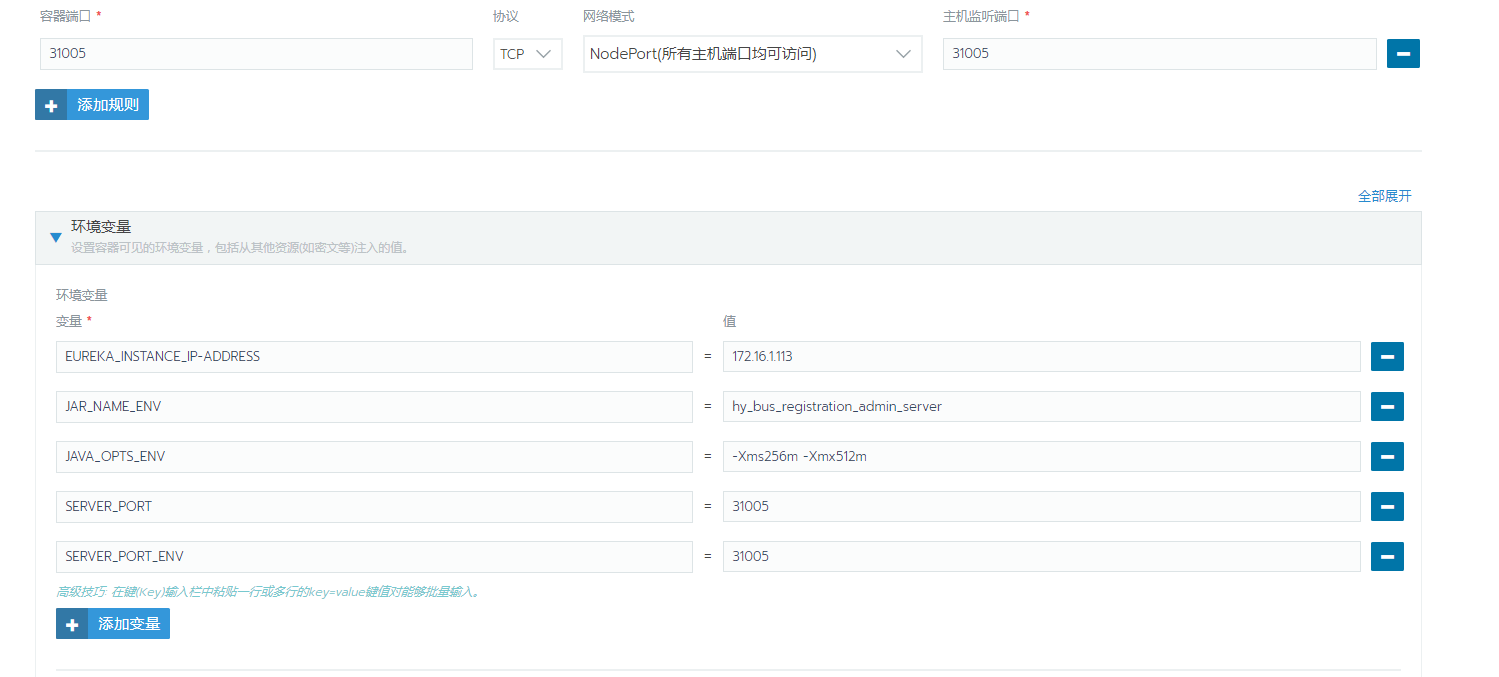 容器端口 * 协议 网络模式 主机监听端口 *
31005 TCP NodePort(所有主机端口均可访问) 31005
添加规则
全部展开
环境变量
设置容器可见的环境变量，包括从其他资源(如密文等)注入的值。
环境变量
变量 * 值
EUREKA_INSTANCE_IP-ADDRESS = 172.16.1.113
JAR_NAME_ENV = hy_bus_registration_admin_server
JAVA_OPTS_ENV = -Xms256m -Xmx512m
SERVER_PORT = 31005
SERVER_PORT_ENV = 31005
高级技巧: 在键(Key)输入栏中粘贴一行或多行的key=value键值对能够批量输入。
添加变量